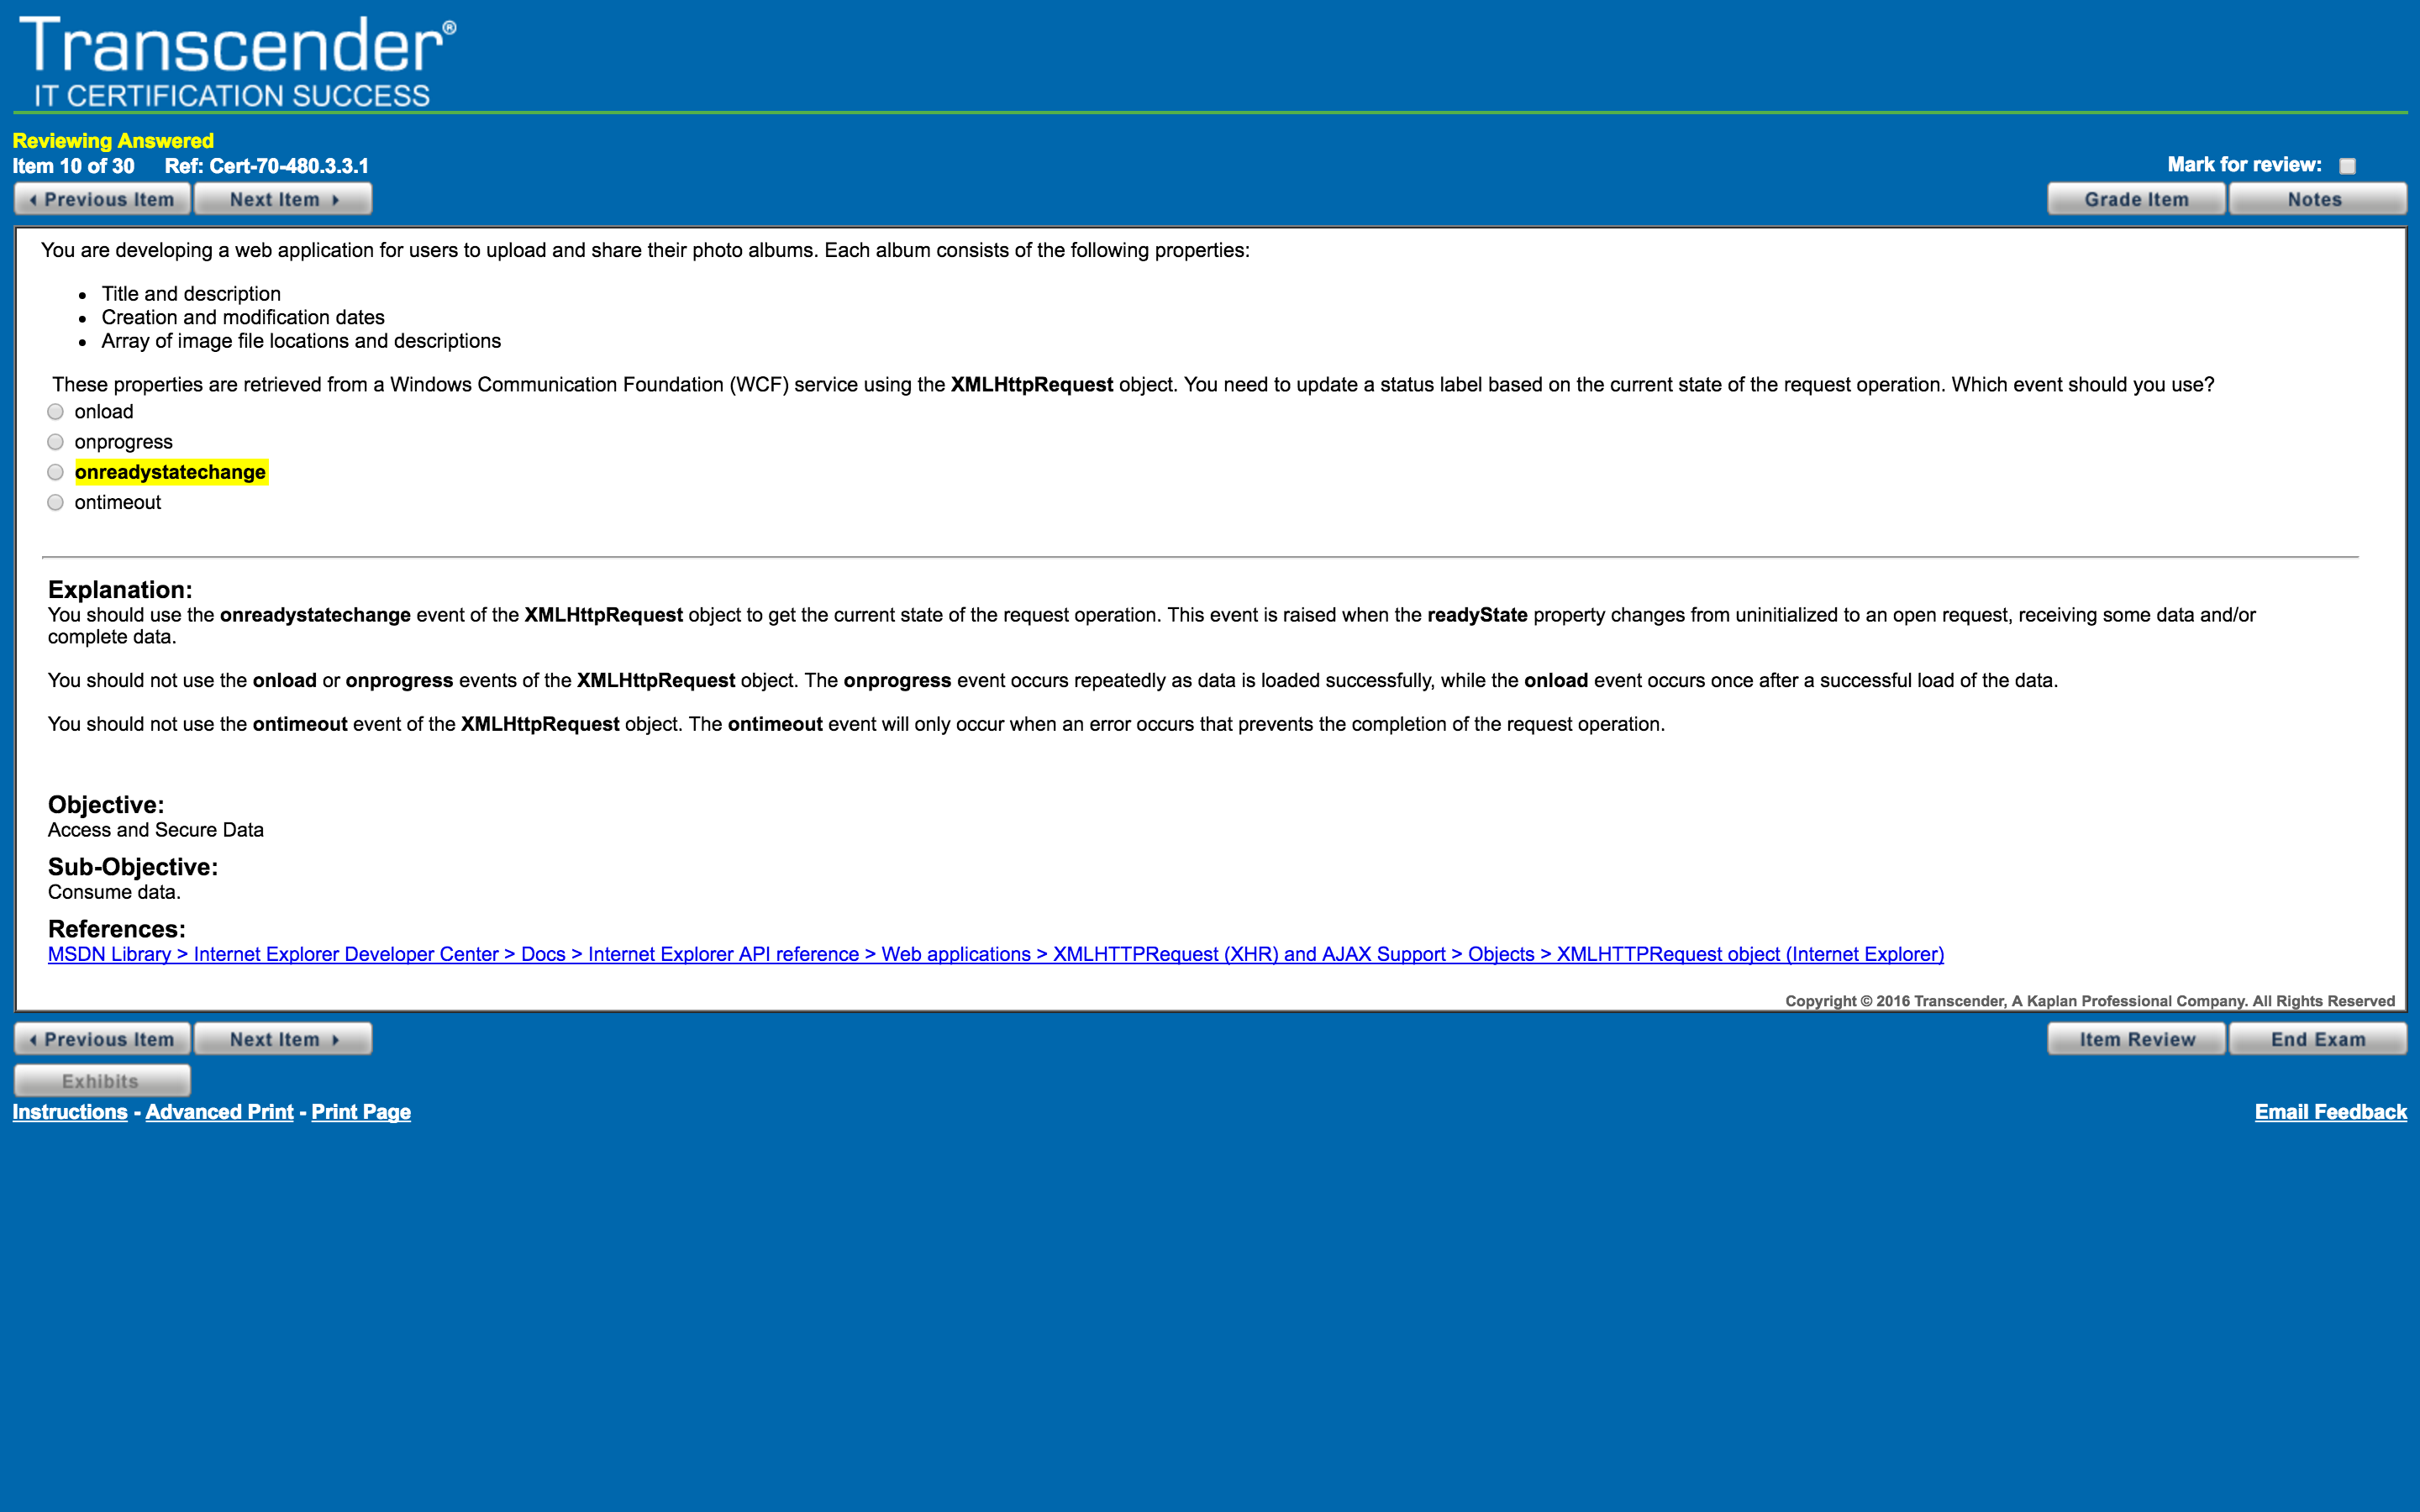 Transcender®
IT CERTIFICATION SUCCESS
Reviewing Answered
Item 10 of 30 Ref: Cert-70-480.3.3.1
Mark for review:
Previous Item Next Item Grade Item Notes
You are developing a web application for users to upload and share their photo albums. Each album consists of the following properties:
• Title and description
• Creation and modification dates
• Array of image file locations and descriptions
These properties are retrieved from a Windows Communication Foundation (WCF) service using the XMLHttpRequest object. You need to update a status label based on the current state of the request operation. Which event should you use?
onload
onprogress
onreadystatechange
ontimeout
Explanation:
You should use the onreadystatechange event of the XMLHttpRequest object to get the current state of the request operation. This event is raised when the readyState property changes from uninitialized to an open request, receiving some data and/or
complete data.
You should not use the onload or onprogress events of the XMLHttpRequest object. The onprogress event occurs repeatedly as data is loaded successfully, while the onload event occurs once after a successful load of the data.
You should not use the ontimeout event of the XMLHttpRequest object. The ontimeout event will only occur when an error occurs that prevents the completion of the request operation.
Objective:
Access and Secure Data
Sub-Objective:
Consume data.
References:
MSDN Library > Internet Explorer Developer Center > Docs > Internet Explorer API reference > Web applications > XMLHTTPRequest (XHR) and AJAX Support > Objects > XMLHTTPRequest object (Internet Explorer)
Copyright © 2016 Transcender, A Kaplan Professional Company. All Rights Reserved
Previous Item Next Item Item Review End Exam
Exhibits
Instructions - Advanced Print - Print Page Email Feedback